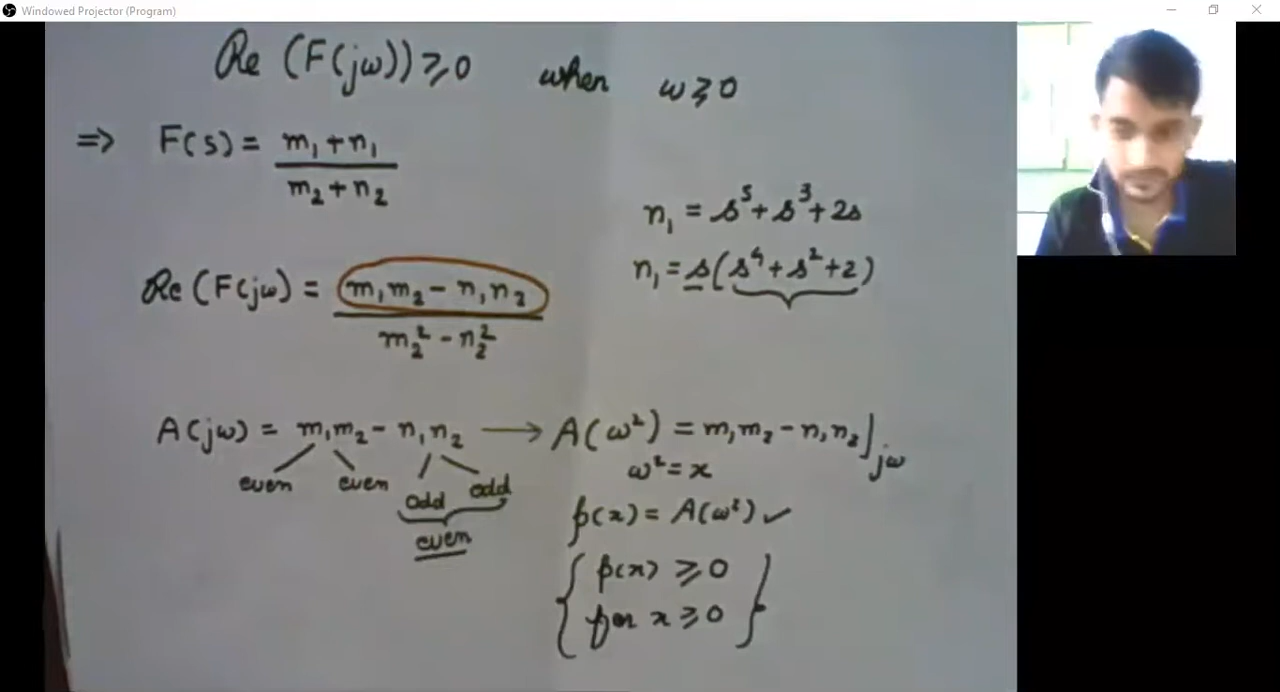 Windowed Projector (Program)
Re (F(jω)) ≥ 0 when ω ≥ 0
⇒ F(s) = m₁ + n₁ / m₂ + n₂
n₁ = s⁵ + s³ + 2s
n₁ = s(s⁴ + s² + 2)
Re (F(jω) = m₁m₂ - n₁n₂ / m₂² - n₂²
A(jω) = m₁m₂ - n₁n₂ → A(ω²) = m₁m₂ - n₁n₂]jω
even even odd odd
even
ω² = x
p(x) = A(ω²) ✓
{ p(x) ≥ 0
for x ≥ 0 }